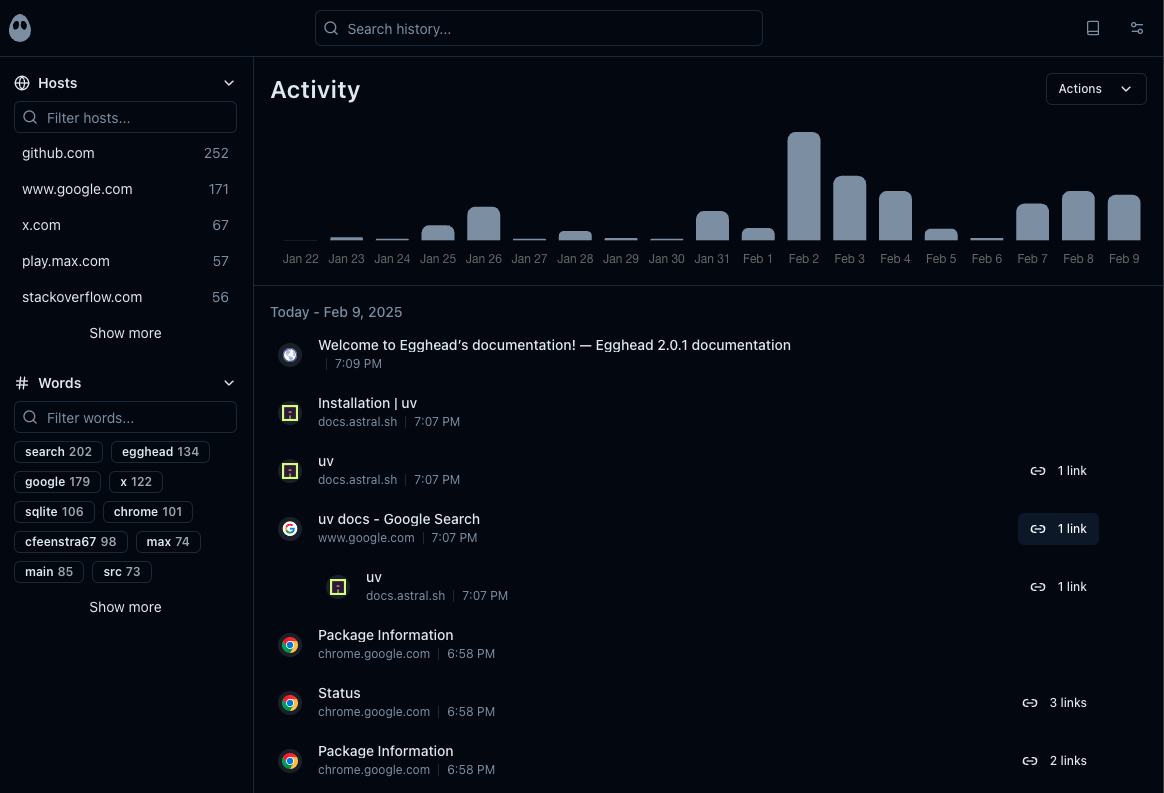 Search history...
Hosts
Filter hosts...
github.com 252
www.google.com 171
x.com 67
play.max.com 57
stackoverflow.com 56
Show more
Words
Filter words...
search 202 egghead 134
google 179 x 122
sqlite 106 chrome 101
cfeenstra67 98 max 74
main 85 src 73
Show more
Activity
Actions
Jan 22 Jan 23 Jan 24 Jan 25 Jan 26 Jan 27 Jan 28 Jan 29 Jan 30 Jan 31 Feb 1 Feb 2 Feb 3 Feb 4 Feb 5 Feb 6 Feb 7 Feb 8 Feb 9
Today - Feb 9, 2025
Welcome to Egghead’s documentation! — Egghead 2.0.1 documentation
7:09 PM
Installation | uv
docs.astral.sh 7:07 PM
uv
docs.astral.sh 7:07 PM
1 link
uv docs - Google Search
www.google.com 7:07 PM
1 link
uv
docs.astral.sh 7:07 PM
1 link
Package Information
chrome.google.com 6:58 PM
Status
chrome.google.com 6:58 PM
3 links
Package Information
chrome.google.com 6:58 PM
2 links